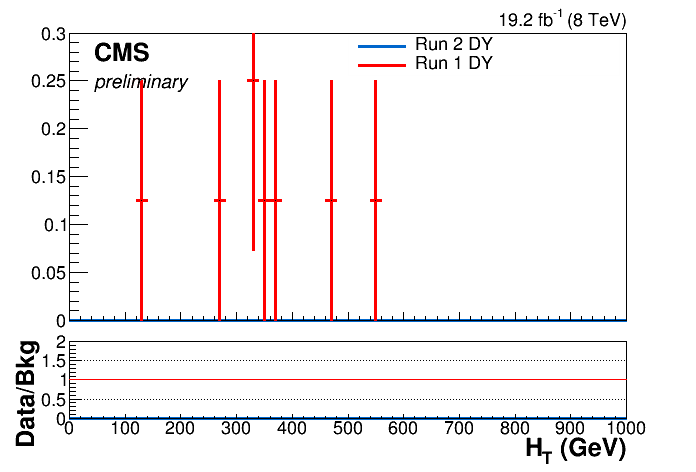 19.2 fb⁻¹ (8 TeV)
CMS
preliminary
Run 2 DY
Run 1 DY
0.3
0.25
0.2
0.15
0.1
0.05
0
Data/Bkg
2
1.5
1
0.5
0
0 100 200 300 400 500 600 700 800 900 1000
H_T (GeV)